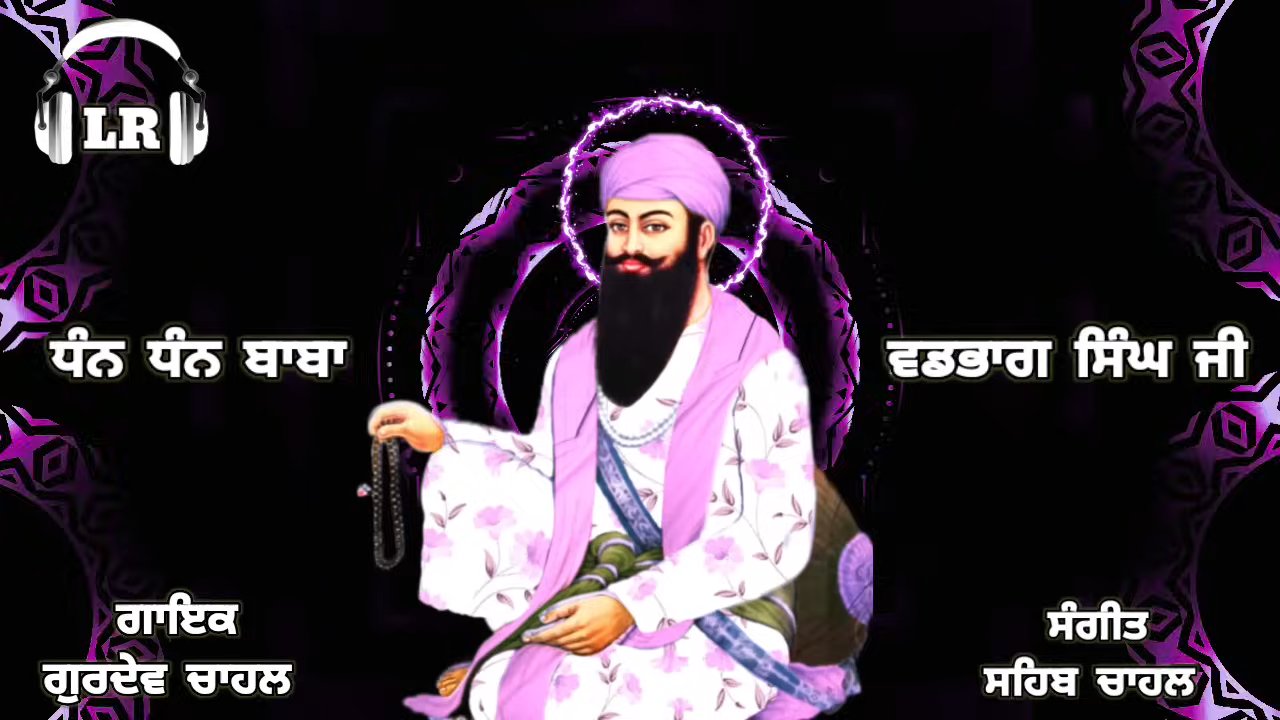 LR
ਧੰਨ ਧੰਨ ਬਾਬਾ
ਵਡਭਾਗ ਸਿੰਘ ਜੀ
ਗਾਇਕ
ਗੁਰਦੇਵ ਚਾਹਲ
ਸੰਗੀਤ
ਸਹਿਬ ਚਾਹਲ